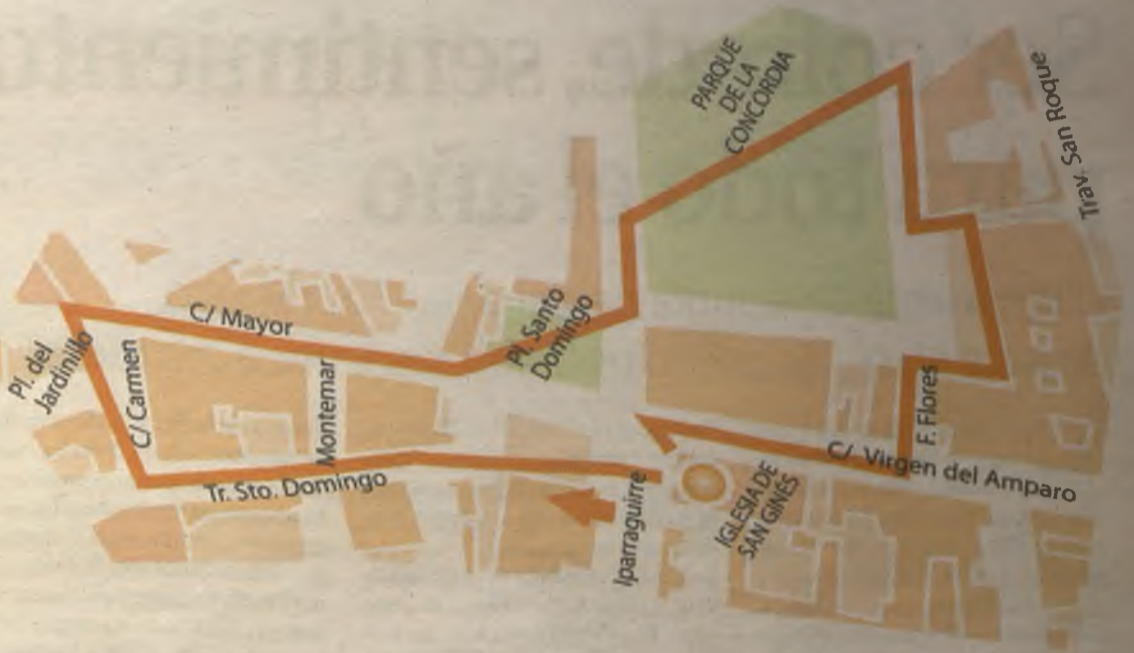 PARQUE
DE LA
CONCORDIA
Trav. San Roque
C/ Mayor
Pl. Santo
Domingo
Pl. del
Jardinillo
C/ Carmen
Montemar
F. Flores
C/ Virgen del Amparo
Tr. Sto. Domingo
Iparraguirre
IGLESIA DE
SAN GINÉS